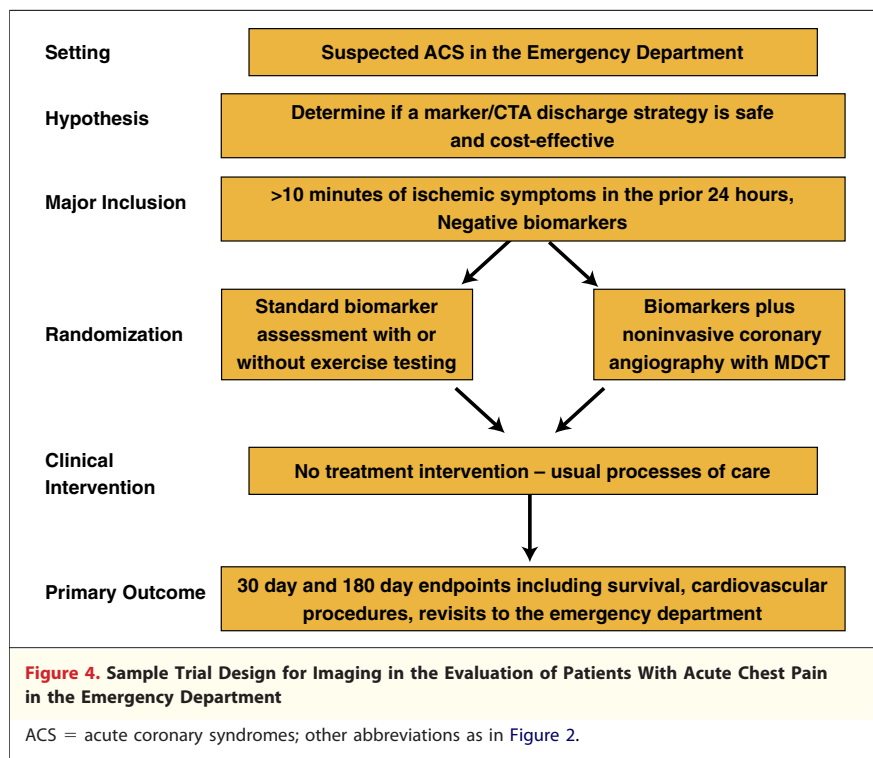 Setting
Suspected ACS in the Emergency Department
Hypothesis
Determine if a marker/CTA discharge strategy is safe
and cost-effective
Major Inclusion
>10 minutes of ischemic symptoms in the prior 24 hours,
Negative biomarkers
Randomization
Standard biomarker
assessment with or
without exercise testing
Biomarkers plus
noninvasive coronary
angiography with MDCT
Clinical
Intervention
No treatment intervention – usual processes of care
Primary Outcome
30 day and 180 day endpoints including survival, cardiovascular
procedures, revisits to the emergency department
Figure 4. Sample Trial Design for Imaging in the Evaluation of Patients With Acute Chest Pain
in the Emergency Department
ACS = acute coronary syndromes; other abbreviations as in Figure 2.